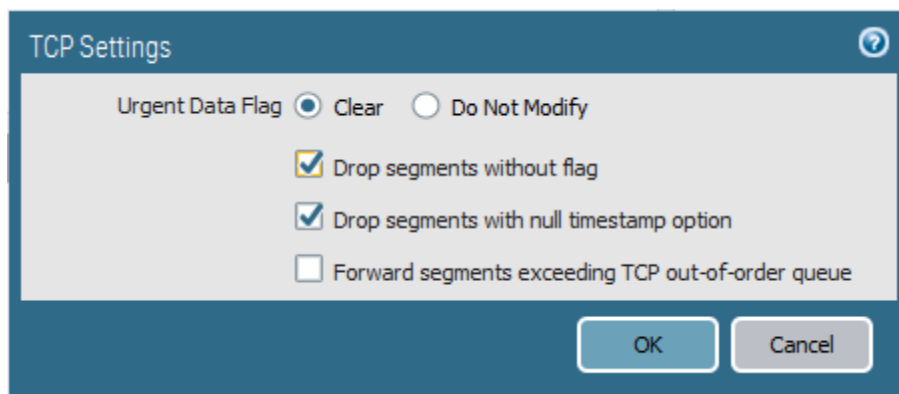 TCP Settings
Urgent Data Flag Clear Do Not Modify
Drop segments without flag
Drop segments with null timestamp option
Forward segments exceeding TCP out-of-order queue
OK Cancel